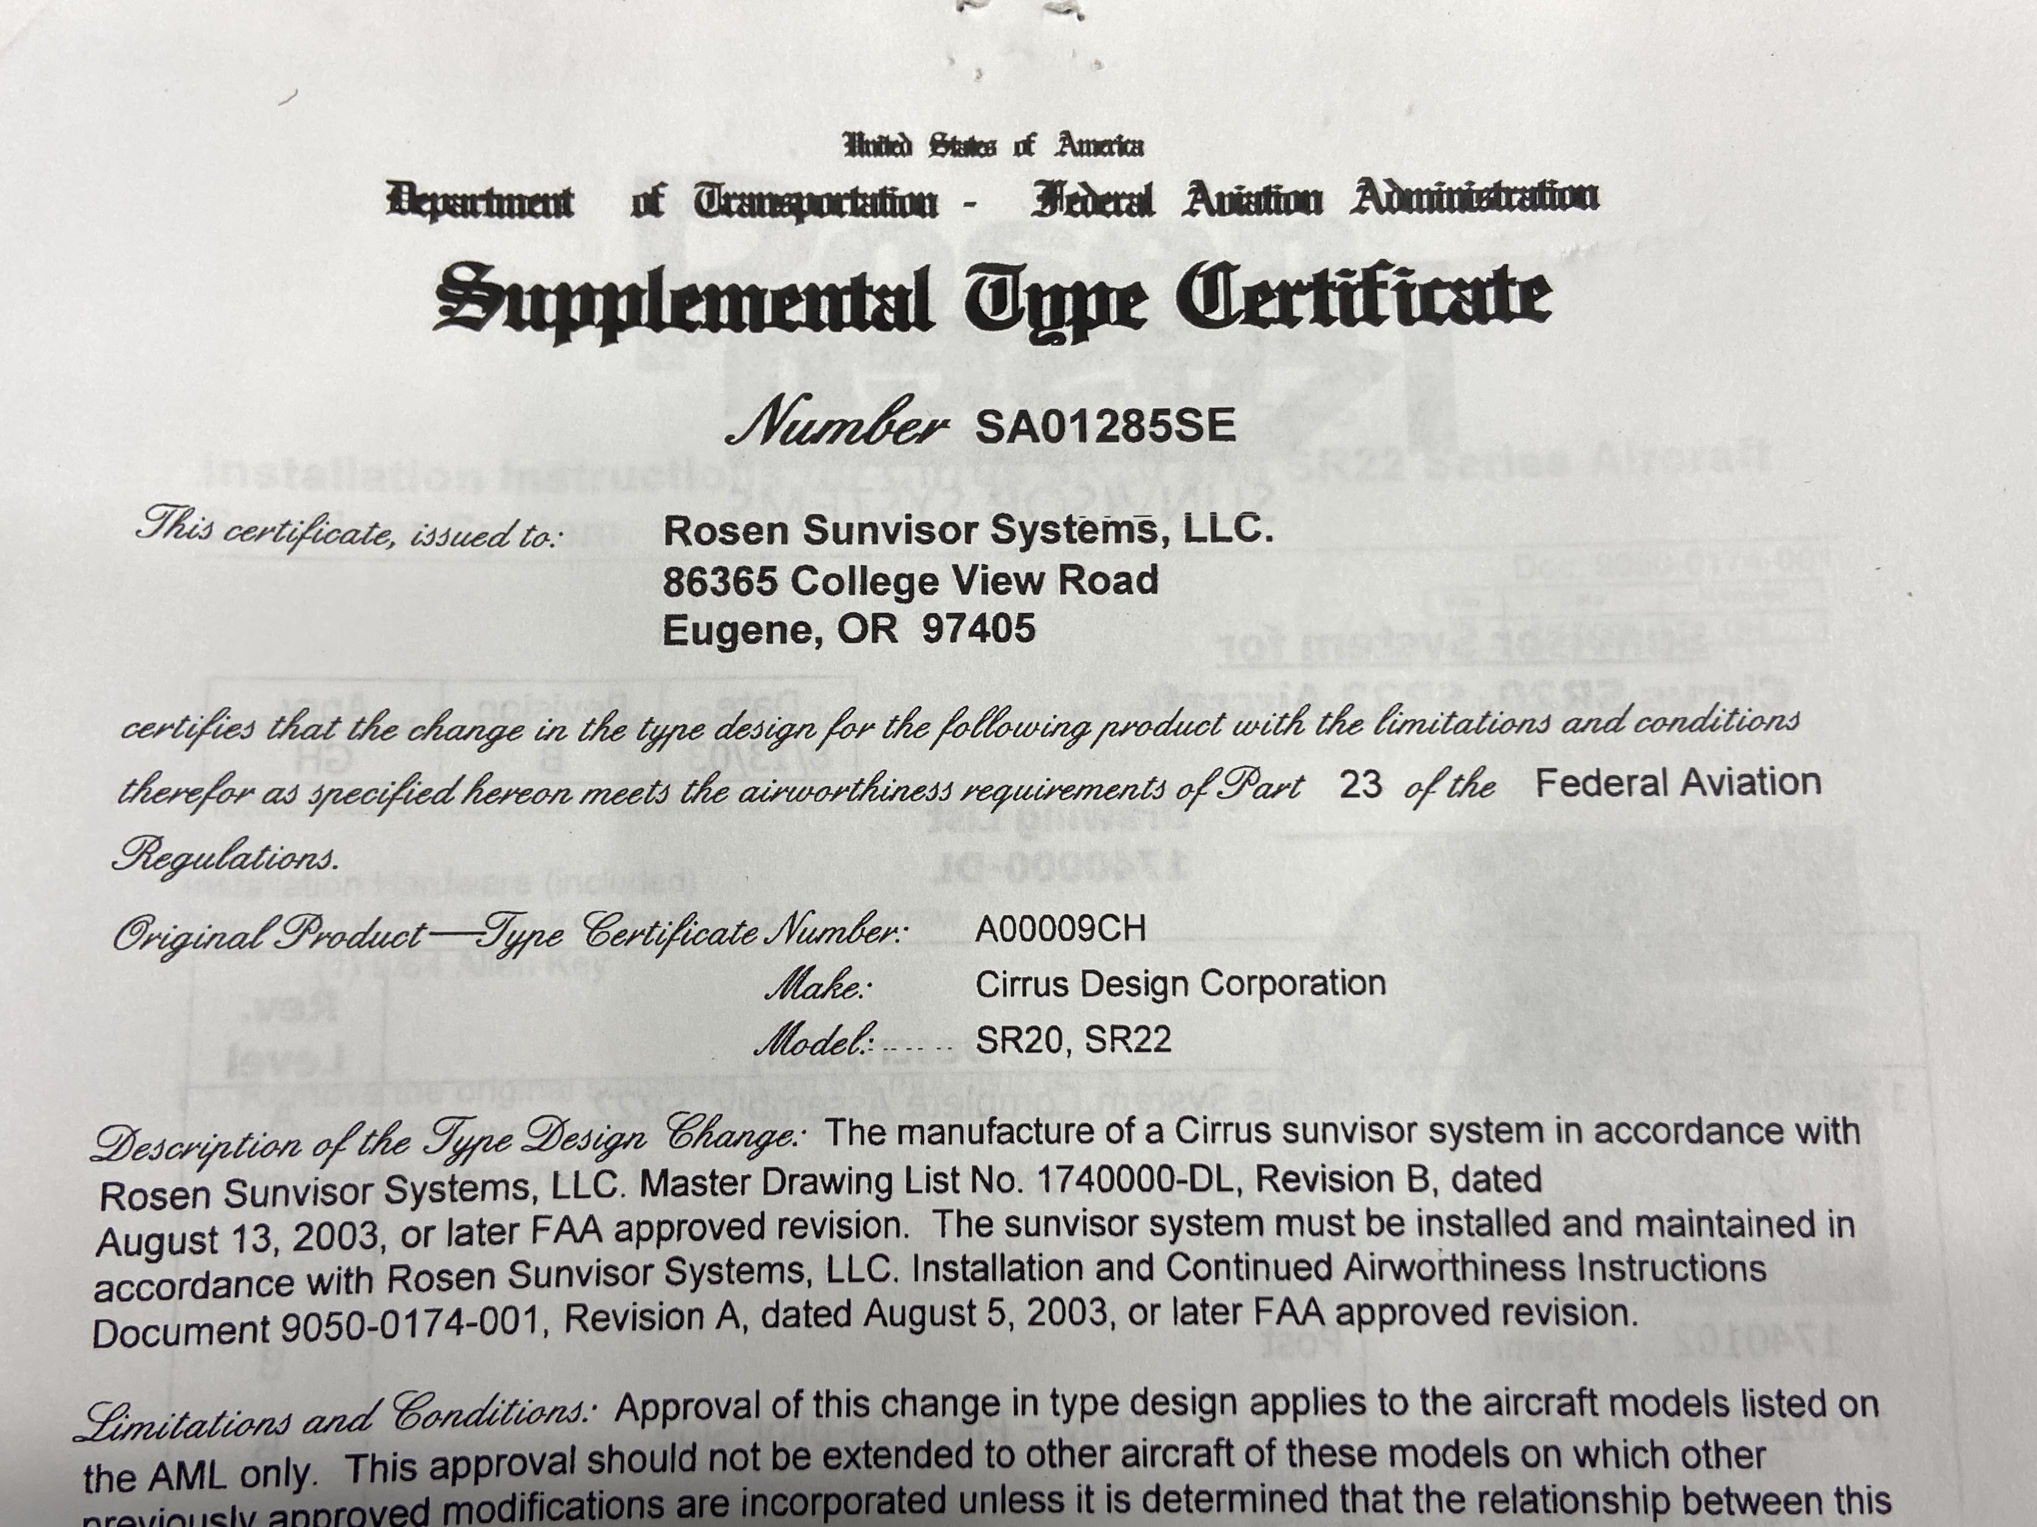 United States of America
Department of Transportation - Federal Aviation Administration
Supplemental Type Certificate
Number SA01285SE
This certificate, issued to: Rosen Sunvisor Systems, LLC.
86365 College View Road
Eugene, OR 97405
certifies that the change in the type design for the following product with the limitations and conditions
therefor as specified hereon meets the airworthiness requirements of Part 23 of the Federal Aviation
Regulations.
Original Product—Type Certificate Number: A00009CH
Make: Cirrus Design Corporation
Model: SR20, SR22
Description of the Type Design Change: The manufacture of a Cirrus sunvisor system in accordance with
Rosen Sunvisor Systems, LLC. Master Drawing List No. 1740000-DL, Revision B, dated
August 13, 2003, or later FAA approved revision. The sunvisor system must be installed and maintained in
accordance with Rosen Sunvisor Systems, LLC. Installation and Continued Airworthiness Instructions
Document 9050-0174-001, Revision A, dated August 5, 2003, or later FAA approved revision.
Limitations and Conditions: Approval of this change in type design applies to the aircraft models listed on
the AML only. This approval should not be extended to other aircraft of these models on which other
previously approved modifications are incorporated unless it is determined that the relationship between this